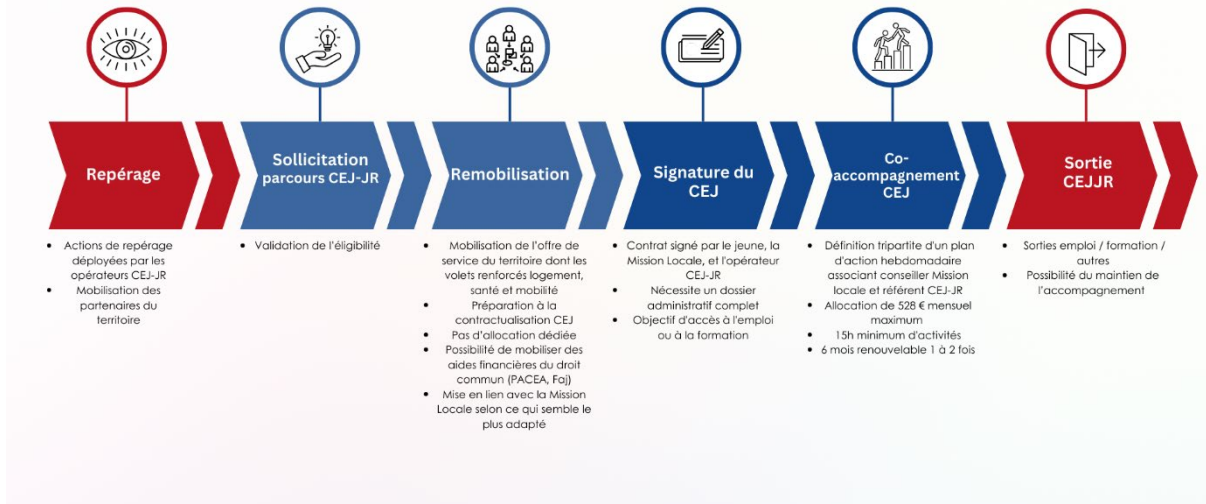 Repérage
Sollicitation
parcours CEJ-JR
Remobilisation
Signature du
CEJ
Co-
accompagnement
CEJ
Sortie
CEJJR
• Actions de repérage
déployées par les
opérateurs CEJ-JR
• Mobilisation des
partenaires du
territoire
• Validation de l'éligibilité
• Mobilisation de l'offre de
service du territoire dont les
volets renforcés logement,
santé et mobilité
• Préparation à la
contractualisation CEJ
• Pas d'allocation dédiée
• Possibilité de mobiliser des
aides financières du droit
commun (PACEA, Faj)
• Mise en lien avec la Mission
Locale selon ce qui semble le
plus adapté
• Contrat signé par le jeune, la
Mission Locale, et l'opérateur
CEJ-JR
• Nécessite un dossier
administratif complet
• Objectif d'accès à l'emploi
ou à la formation
• Définition tripartite d'un plan
d'action hebdomadaire
associant conseiller Mission
locale et référent CEJ-JR
• Allocation de 528 € mensuel
maximum
• 15h minimum d'activités
• 6 mois renouvelable 1 à 2 fois
• Sorties emploi / formation /
autres
• Possibilité du maintien de
l'accompagnement